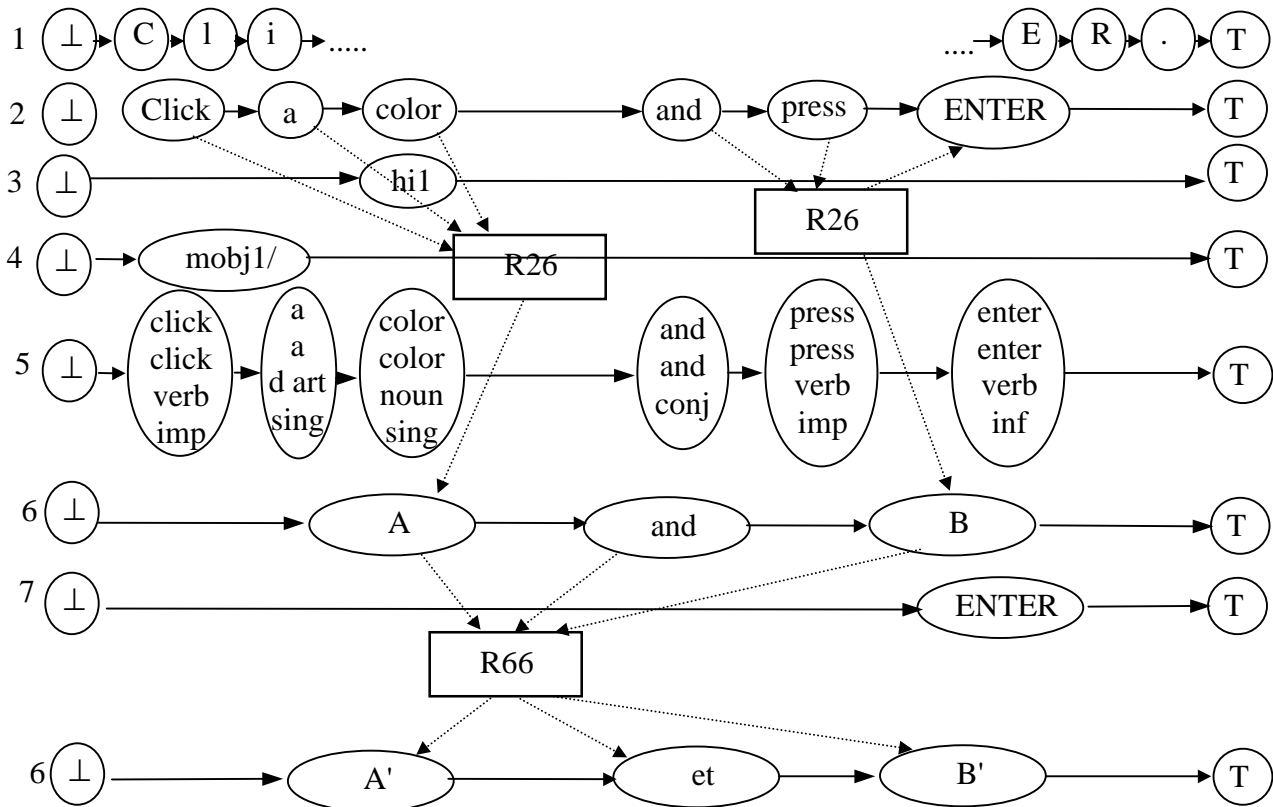 1 ⊥ C l i ..... .... E R . T
2 ⊥ Click a color and press ENTER T
3 ⊥ hi1 T
R26
4 ⊥ mobj1/ R26 T
5 ⊥ click a color and press enter T
click a color and press enter
verb d art noun conj verb verb
imp sing sing imp inf
6 ⊥ A and B T
7 ⊥ ENTER T
R66
6 ⊥ A' et B' T